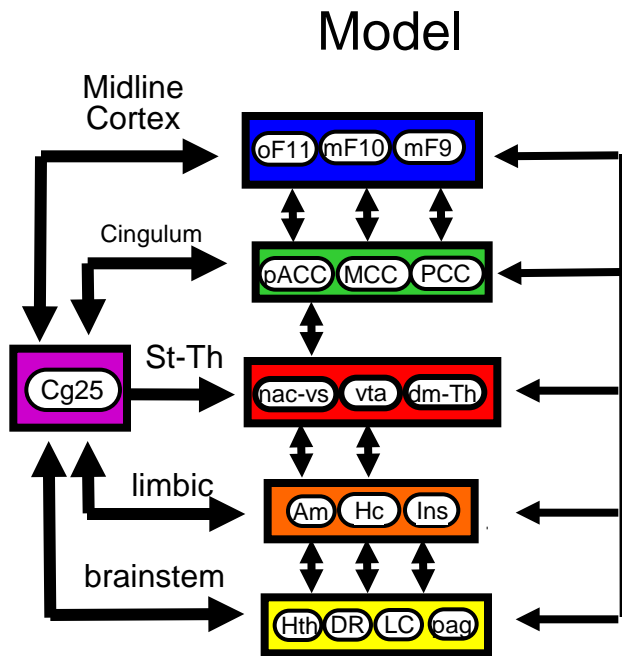 Model
Midline
Cortex
oF11 mF10 mF9
Cingulum
pACC MCC PCC
St-Th
Cg25
nac-vs vta dm-Th
limbic
Am Hc Ins
brainstem
Hth DR LC pag